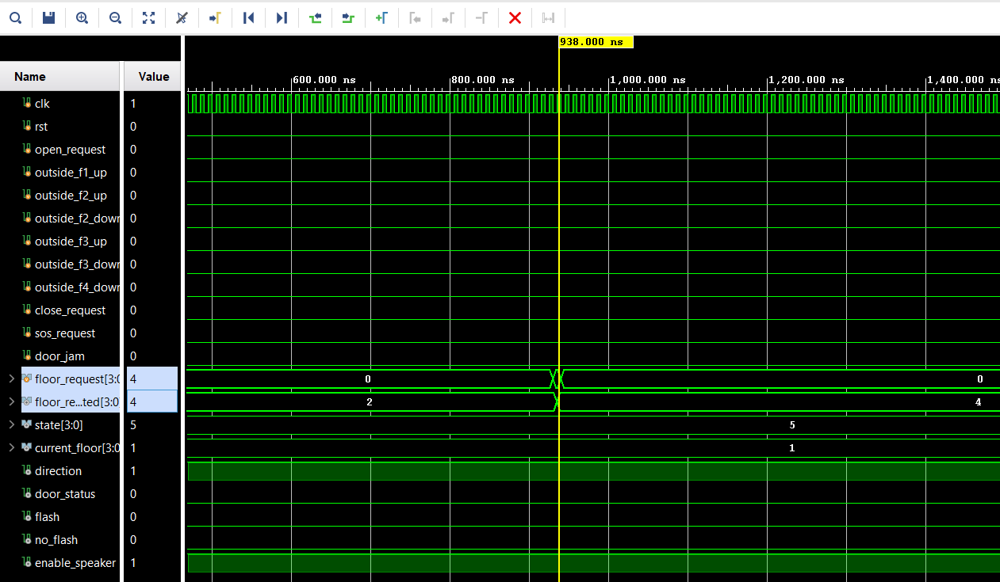 938.000 ns
Name Value
600.000 ns 800.000 ns 1,000.000 ns 1,200.000 ns 1,400.000 ns
clk 1
rst 0
open_request 0
outside_f1_up 0
outside_f2_up 0
outside_f2_down 0
outside_f3_up 0
outside_f3_down 0
outside_f4_down 0
close_request 0
sos_request 0
door_jam 0
floor_request[3:0 4 0 0
floor_re...ted[3:0] 4 2 4
state[3:0] 5 5
current_floor[3:0 1 1
direction 1
door_status 0
flash 0
no_flash 0
enable_speaker 1